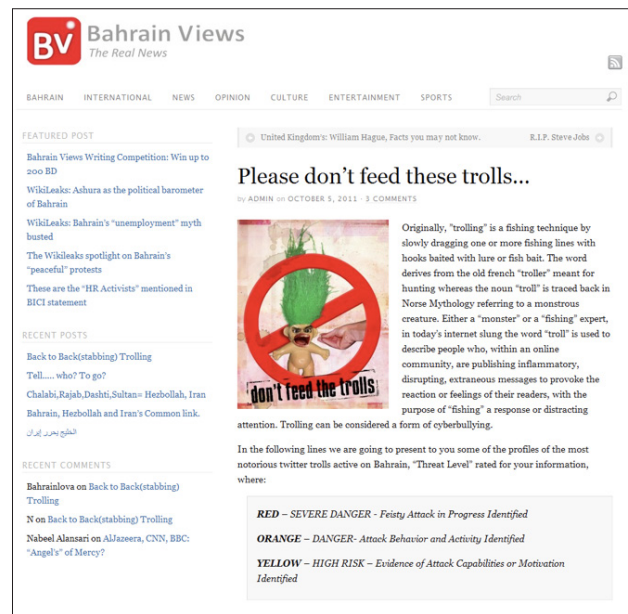 BV Bahrain Views
The Real News
BAHRAIN INTERNATIONAL NEWS OPINION CULTURE ENTERTAINMENT SPORTS Search
FEATURED POST
Bahrain Views Writing Competition: Win up to
200 BD
WikiLeaks: Ashura as the political barometer
of Bahrain
WikiLeaks: Bahrain's "unemployment" myth
busted
The Wikileaks spotlight on Bahrain's
"peaceful" protests
These are the "HR Activists" mentioned in
BICI statement
RECENT POSTS
Back to Back(stabbing) Trolling
Tell..... who? To go?
Chalabi,Rajab,Dashti,Sultan= Hezbollah, Iran
Bahrain, Hezbollah and Iran's Common link.
الخليج يحرر إيران
RECENT COMMENTS
Bahrainlova on Back to Back(stabbing)
Trolling
N on Back to Back(stabbing) Trolling
Nabeel Alansari on AlJazeera, CNN, BBC:
"Angel's" of Mercy?
United Kingdom's: William Hague, Facts you may not know. R.I.P. Steve Jobs
Please don't feed these trolls...
by ADMIN on OCTOBER 5, 2011 · 3 COMMENTS
don't feed the trolls
Originally, "trolling" is a fishing technique by
slowly dragging one or more fishing lines with
hooks baited with lure or fish bait. The word
derives from the old french "troller" meant for
hunting whereas the noun "troll" is traced back in
Norse Mythology referring to a monstrous
creature. Either a "monster" or a "fishing" expert,
in today's internet slung the word "troll" is used to
describe people who, within an online
community, are publishing inflammatory,
disrupting, extraneous messages to provoke the
reaction or feelings of their readers, with the
purpose of "fishing" a response or distracting
attention. Trolling can be considered a form of cyberbullying.
In the following lines we are going to present to you some of the profiles of the most
notorious twitter trolls active on Bahrain, "Threat Level" rated for your information,
where:
RED – SEVERE DANGER - Feisty Attack in Progress Identified
ORANGE – DANGER- Attack Behavior and Activity Identified
YELLOW – HIGH RISK – Evidence of Attack Capabilities or Motivation
Identified